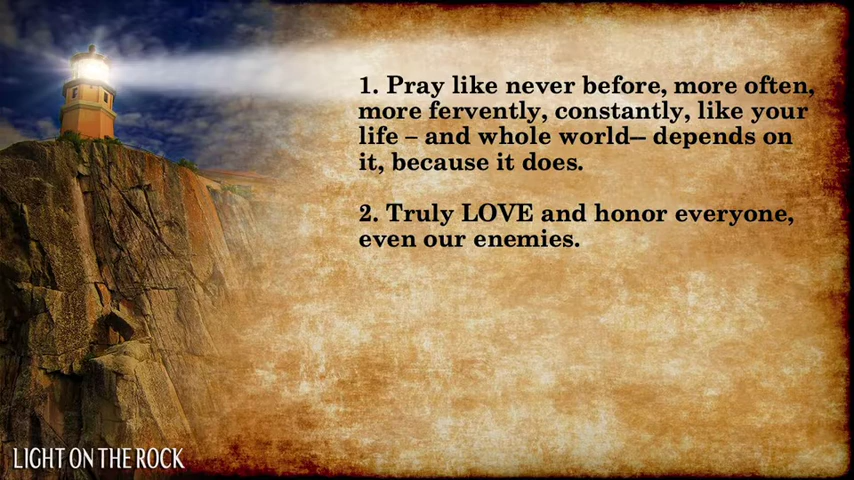 1. Pray like never before, more often,
more fervently, constantly, like your
life – and whole world-- depends on
it, because it does.
2. Truly LOVE and honor everyone,
even our enemies.
LIGHT ON THE ROCK